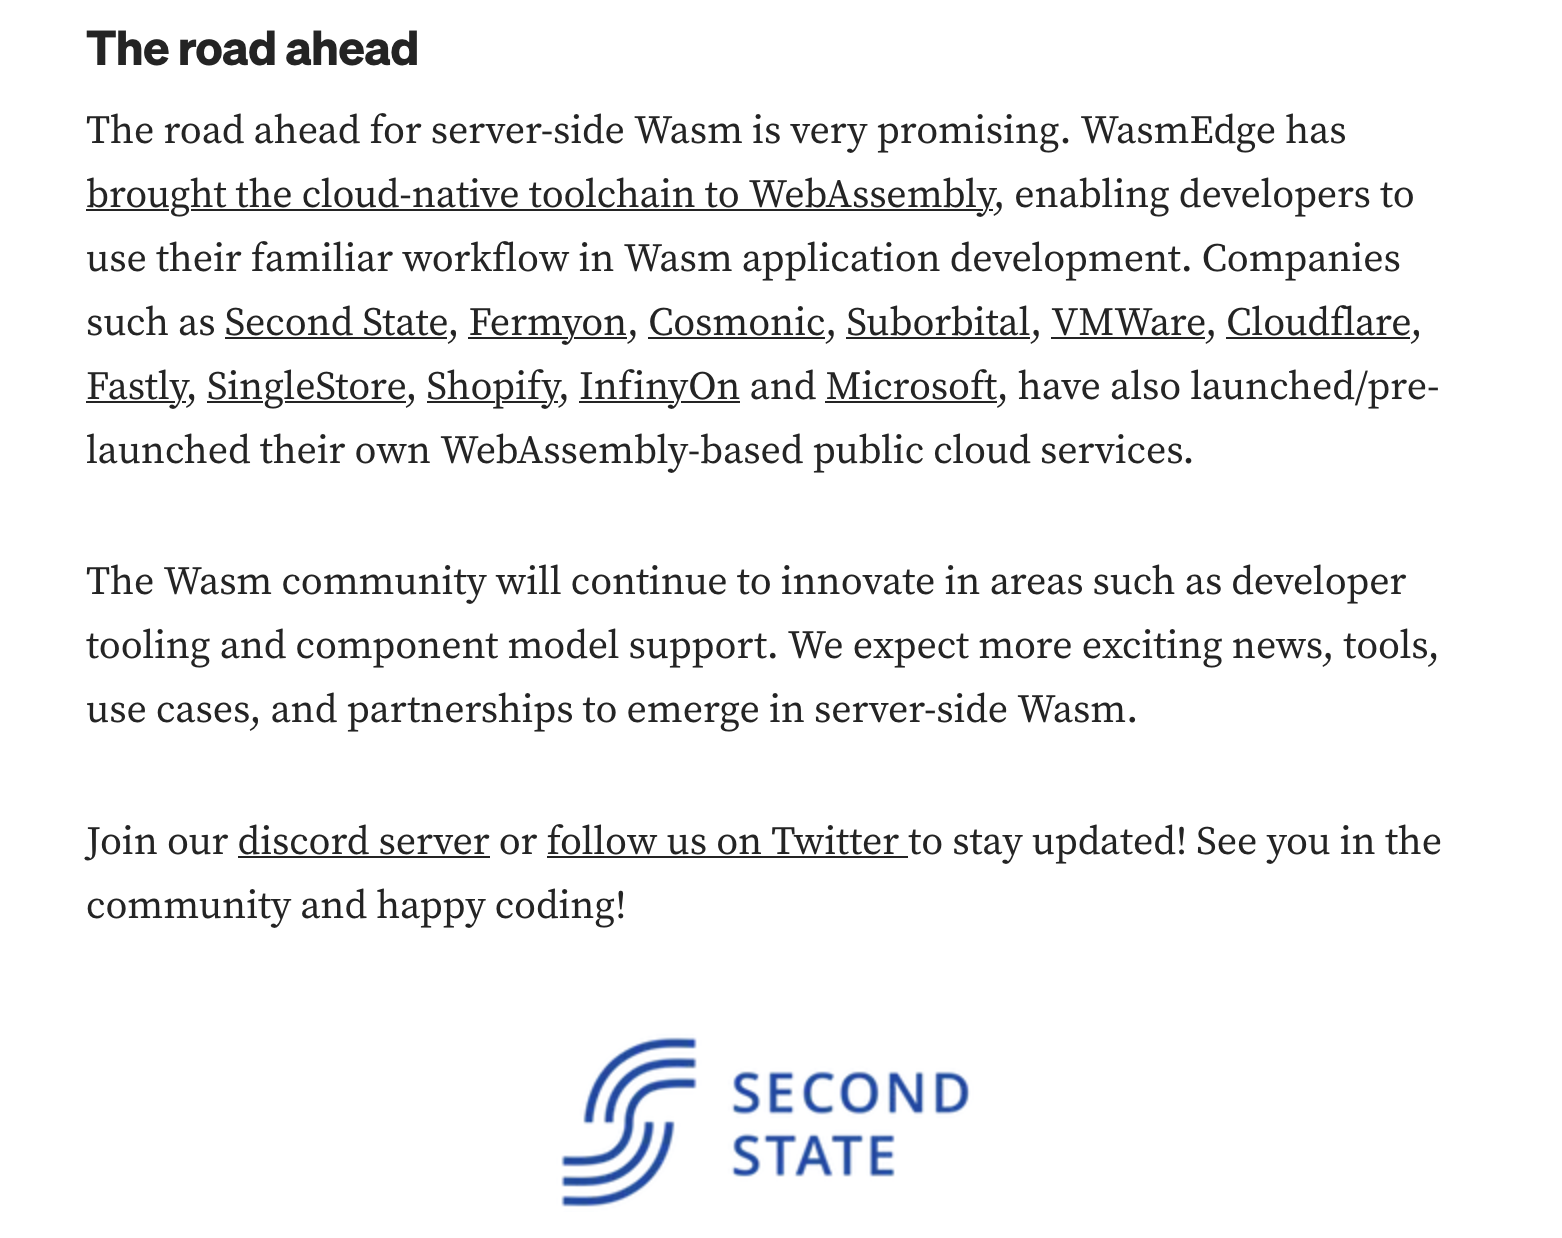 The road ahead
The road ahead for server-side Wasm is very promising. WasmEdge has
brought the cloud-native toolchain to WebAssembly, enabling developers to
use their familiar workflow in Wasm application development. Companies
such as Second State, Fermyon, Cosmonic, Suborbital, VMWare, Cloudflare,
Fastly, SingleStore, Shopify, InfinyOn and Microsoft, have also launched/pre-
launched their own WebAssembly-based public cloud services.
The Wasm community will continue to innovate in areas such as developer
tooling and component model support. We expect more exciting news, tools,
use cases, and partnerships to emerge in server-side Wasm.
Join our discord server or follow us on Twitter to stay updated! See you in the
community and happy coding!
SECOND
STATE